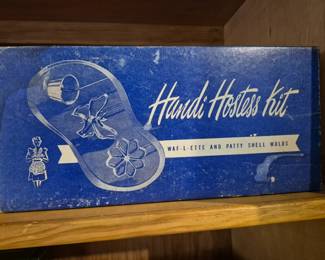 Handi Hostess Kit
WAF-L-ETTE AND PATTY SHELL MOLDS